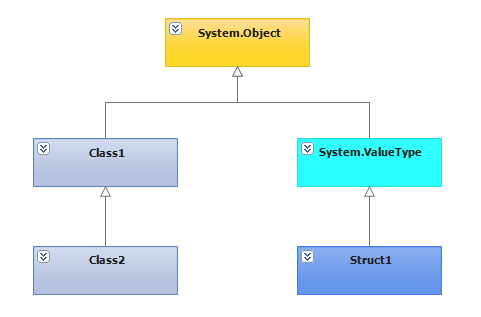 System.Object
Class1
System.ValueType
Class2
Struct1